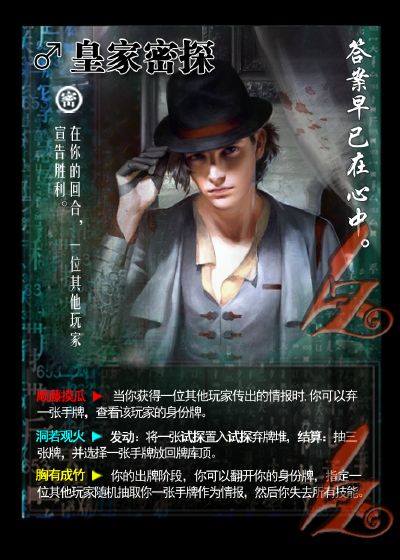 ♂ 皇家密探
密
在你的回合，一位其他玩家
宣告胜利。
答案早已在心中。
顺藤摸瓜 ▶ 当你获得一位其他玩家传出的情报时,你可以弃
一张手牌，查看该玩家的身份牌。
洞若观火 ▶ 发动：将一张试探置入试探弃牌堆，结算：抽三
张牌，并选择一张手牌放回牌库顶。
胸有成竹 ▶ 你的出牌阶段，你可以翻开你的身份牌，指定一
位其他玩家随机抽取你一张手牌作为情报，然后你失去所有技能。